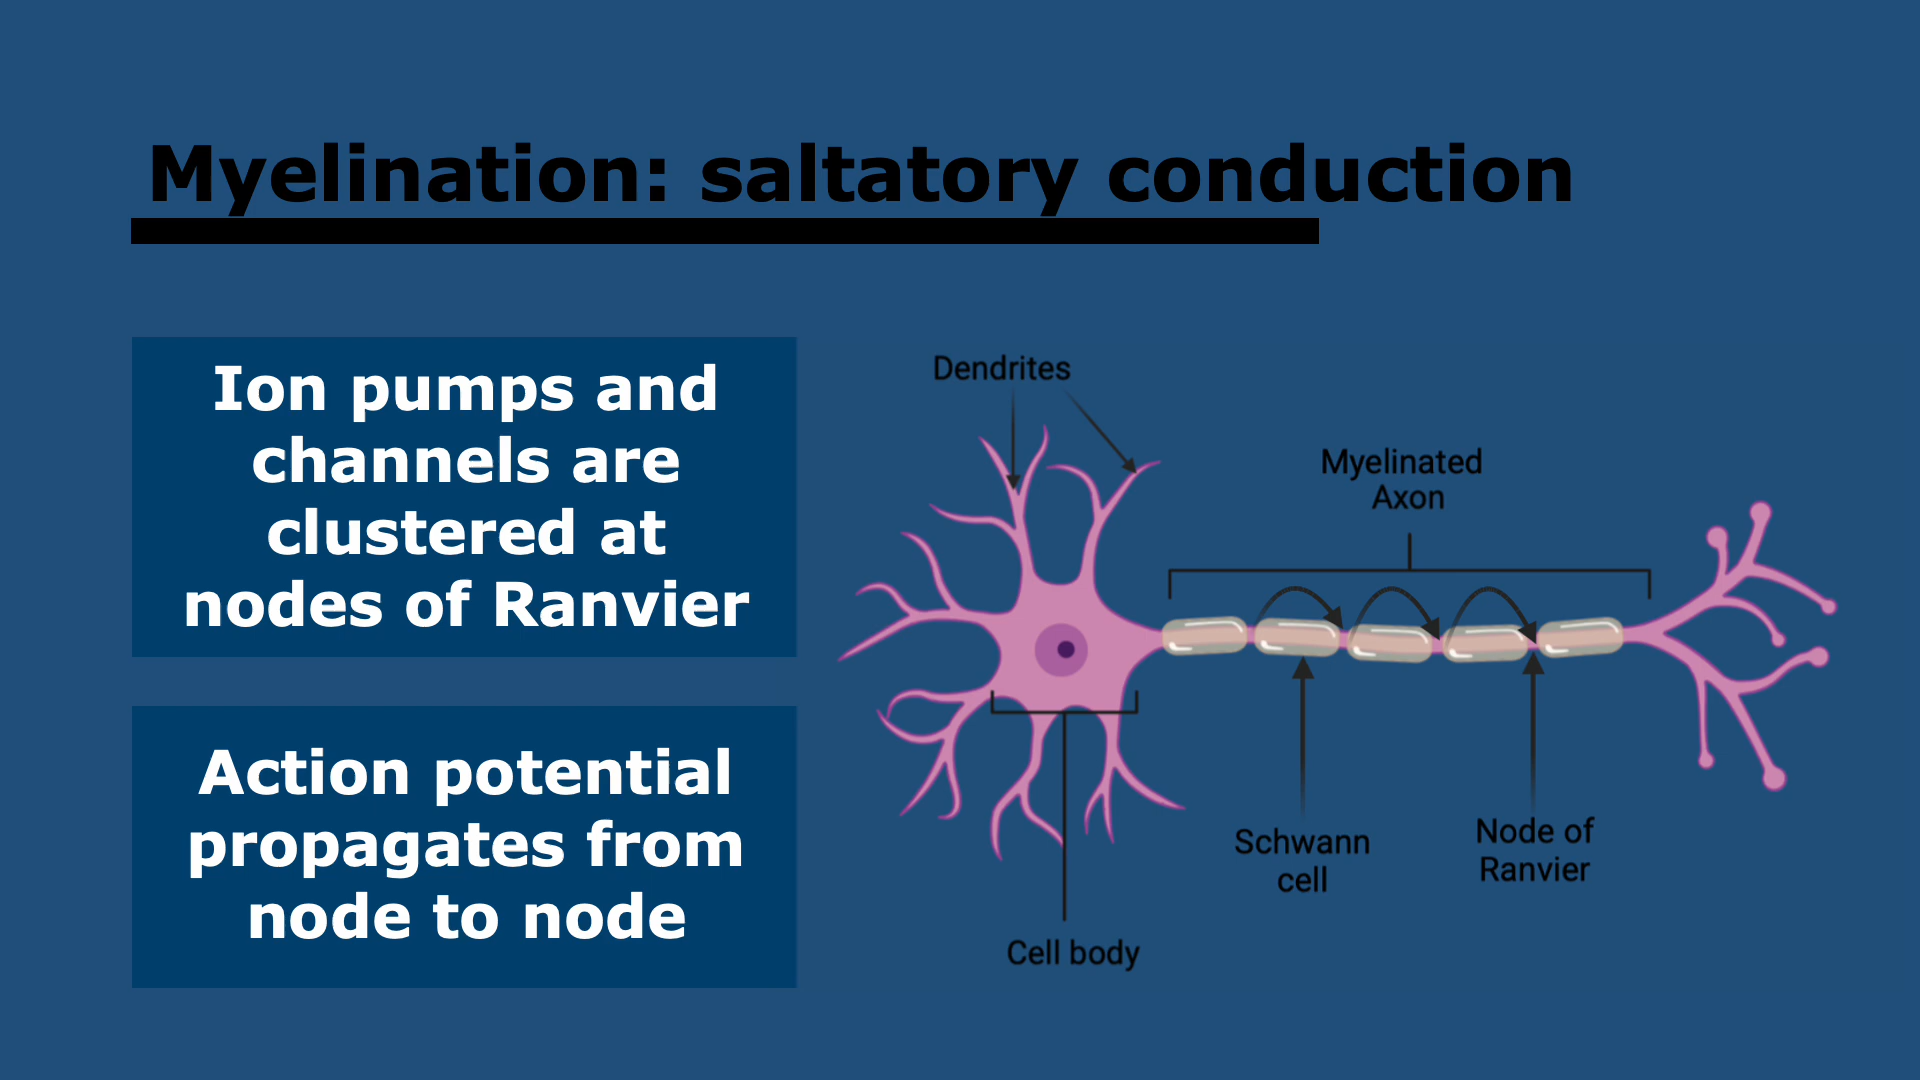 Myelination: saltatory conduction
Ion pumps and
channels are
clustered at
nodes of Ranvier
Action potential
propagates from
node to node
Dendrites
Myelinated
Axon
Schwann
cell
Node of
Ranvier
Cell body